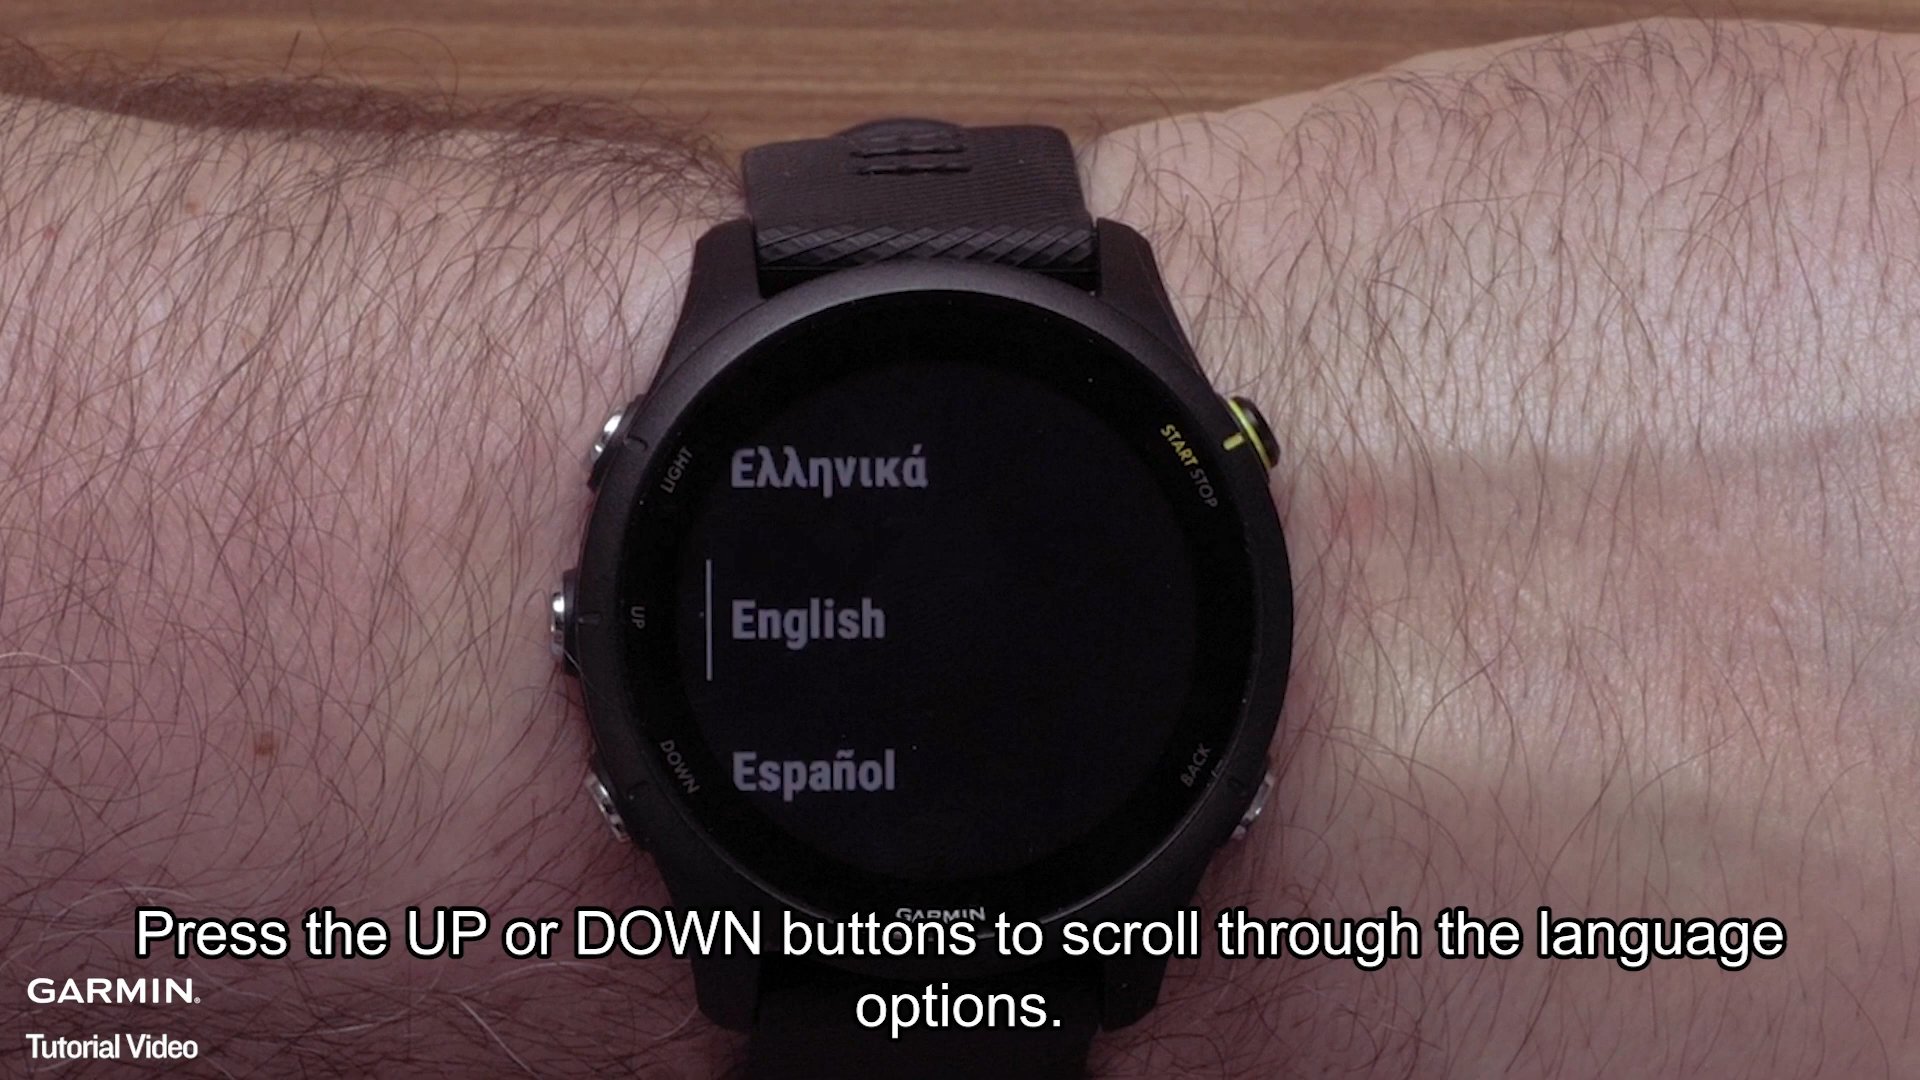 LIGHT
START STOP
Ελληνικά
UP
English
DOWN
Español
BACK
GARMIN
Press the UP or DOWN buttons to scroll through the language
options.
GARMIN.
Tutorial Video